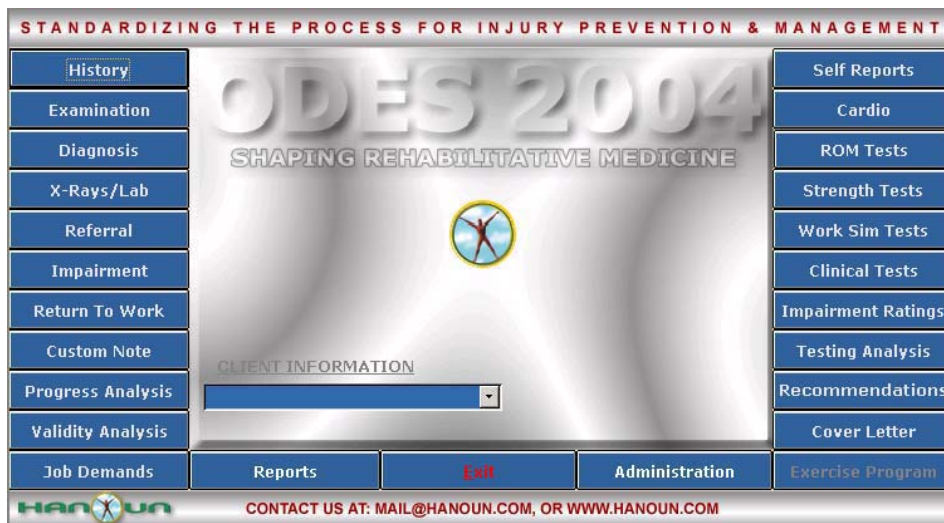 STANDARDIZING THE PROCESS FOR INJURY PREVENTION & MANAGEMENT
History
Examination
Diagnosis
X-Rays/Lab
Referral
Impairment
Return To Work
Custom Note
Progress Analysis
Validity Analysis
Job Demands
ODES 2004
SHAPING REHABILITATIVE MEDICINE
CLIENT INFORMATION
Self Reports
Cardio
ROM Tests
Strength Tests
Work Sim Tests
Clinical Tests
Impairment Ratings
Testing Analysis
Recommendations
Cover Letter
Exercise Program
Reports
Exit
Administration
HANOUN
CONTACT US AT: MAIL@HANOUN.COM, OR WWW.HANOUN.COM